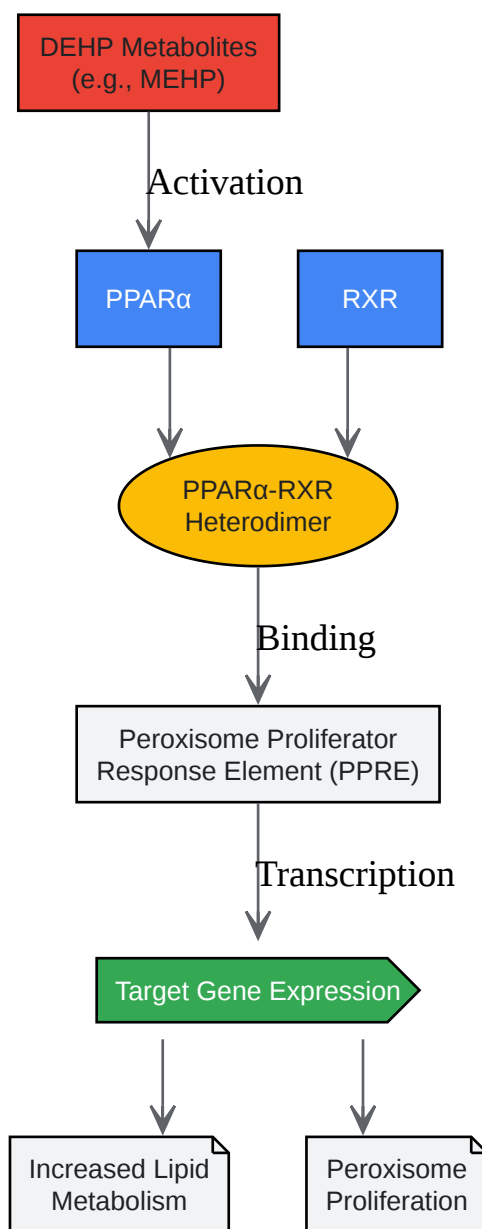 DEHP Metabolites
(e.g., MEHP)
Activation
PPARα
RXR
PPARα-RXR
Heterodimer
Binding
Peroxisome Proliferator
Response Element (PPRE)
Transcription
Target Gene Expression
Increased Lipid
Metabolism
Peroxisome
Proliferation